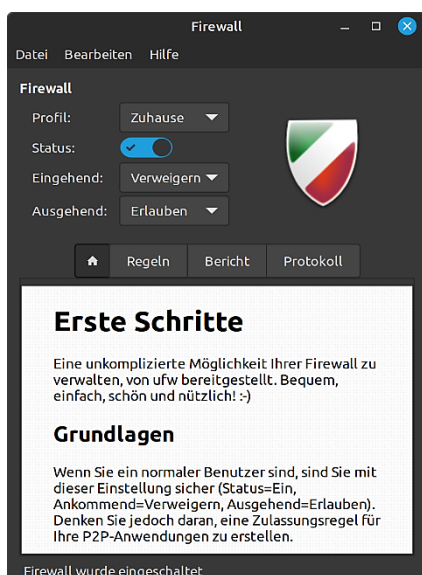 Firewall
Datei Bearbeiten Hilfe
Firewall
Profil: Zuhause
Status:
Eingehend: Verweigern
Ausgehend: Erlauben
Regeln Bericht Protokoll
Erste Schritte
Eine unkomplizierte Möglichkeit Ihrer Firewall zu
verwalten, von ufw bereitgestellt. Bequem,
einfach, schön und nützlich! :-)
Grundlagen
Wenn Sie ein normaler Benutzer sind, sind Sie mit
dieser Einstellung sicher (Status=Ein,
Ankommend=Verweigern, Ausgehend=Erlauben).
Denken Sie jedoch daran, eine Zulassungsregel für
Ihre P2P-Anwendungen zu erstellen.
Firewall wurde eingeschaltet